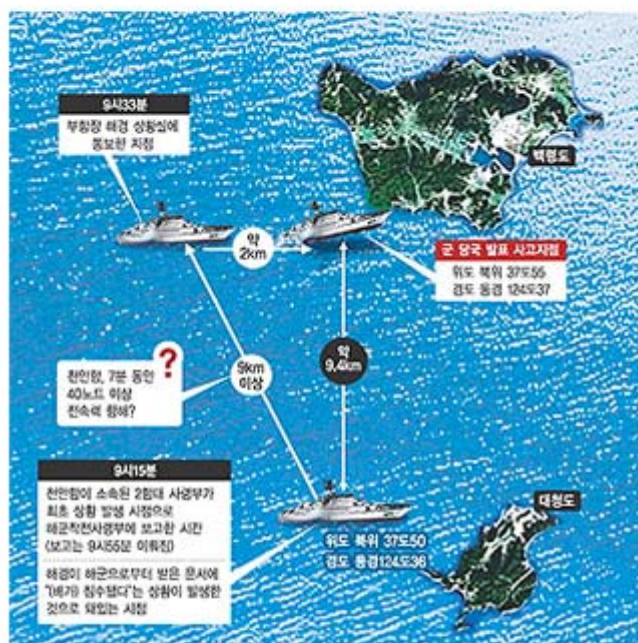 9시33분
부함장 해경 상황실에
통보한 지점
백령도
약
2km
군 당국 발표 사고지점
위도 북위 37도55
경도 동경 124도37
천안함, 7분 동안
40노트 이상
전속력 항해?
?
9km
이상
약
9.4km
9시15분
천안함이 소속된 2함대 사령부가
최초 상황 발생 시점으로
해군작전사령부에 보고한 시간
(보고는 9시55분 이뤄짐)
해경이 해군으로부터 받은 문서에
"(배가) 침수됐다"는 상황이 발생한
것으로 돼있는 시점
위도 북위 37도50
경도 동경124도36
대청도